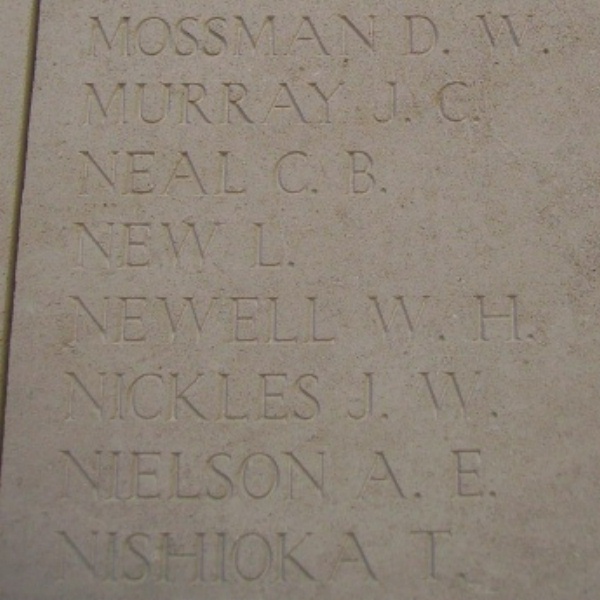 MOSSMAN D. W.
MURRAY J. C.
NEAL C. B.
NEW L.
NEWELL W. H.
NICKLES J. W.
NIELSON A. E.
NISHIOKA T.